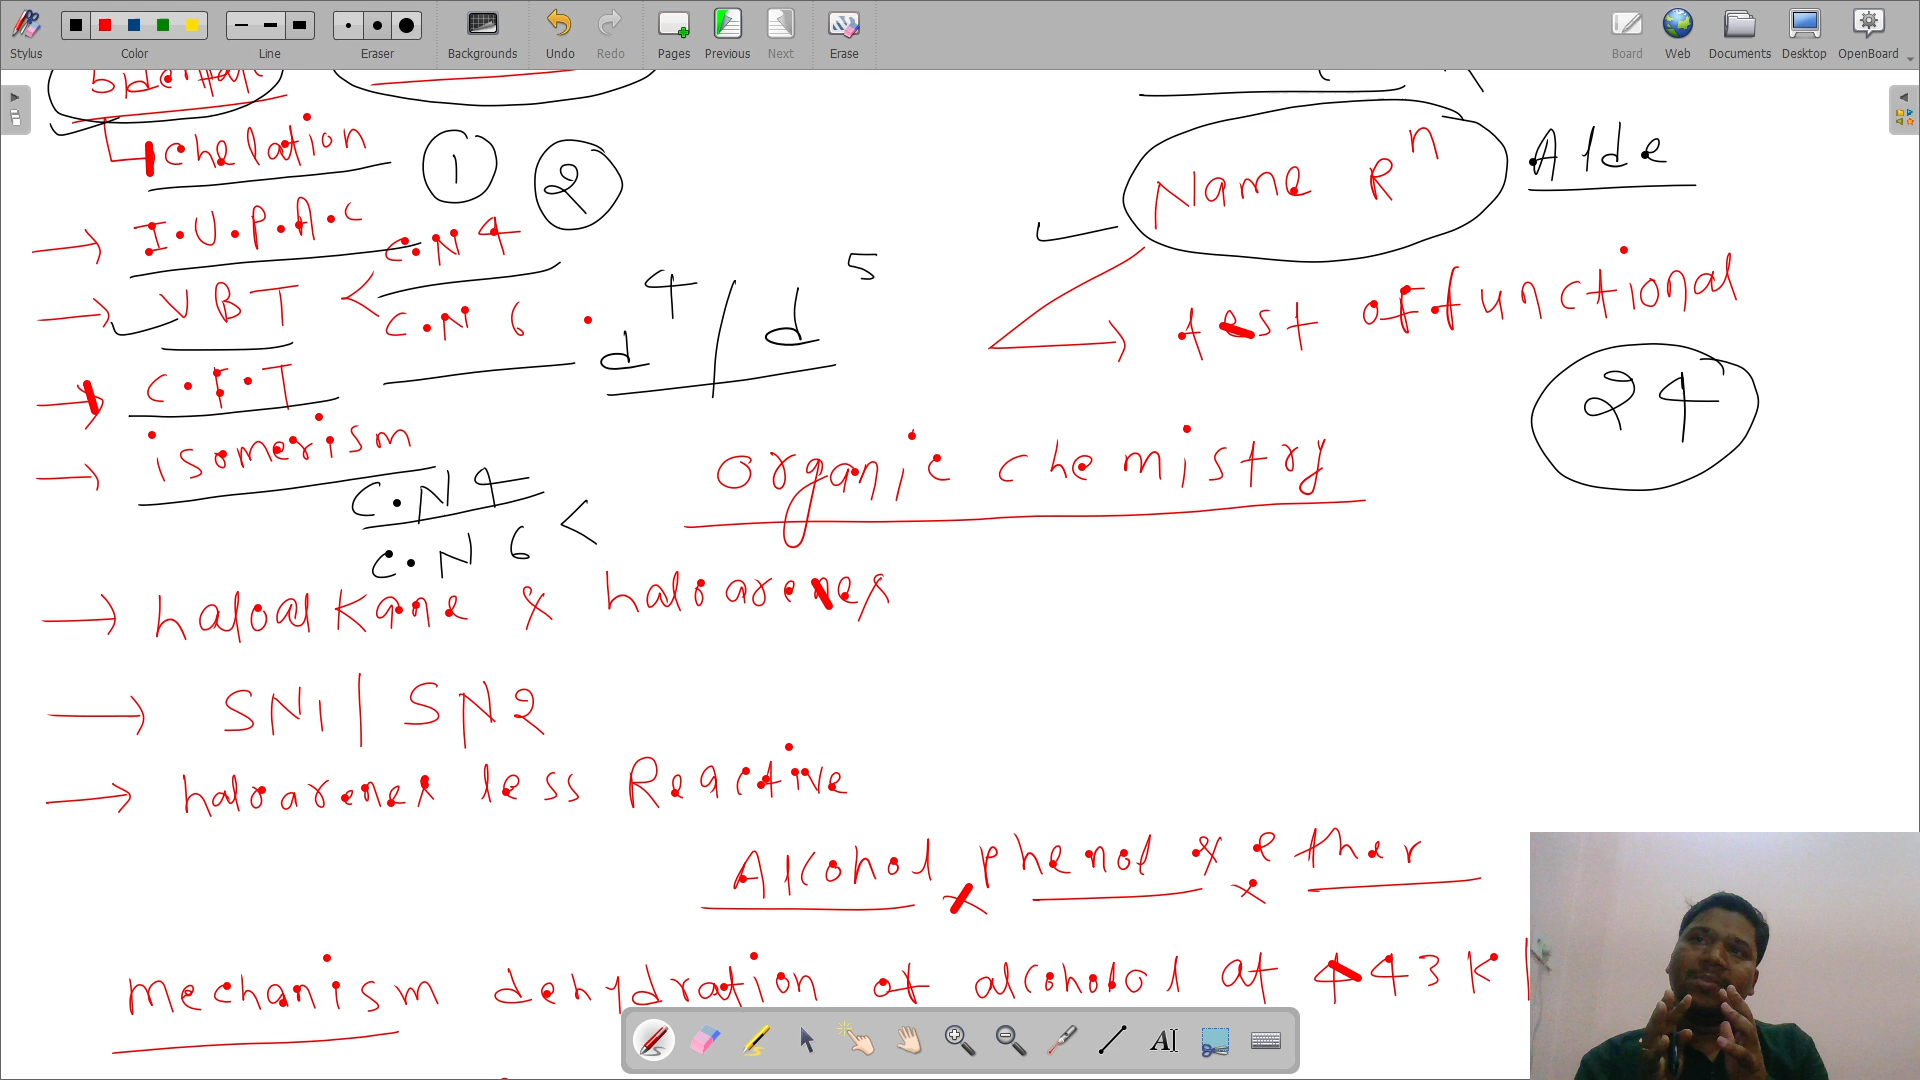 Stylus Color Line Eraser Backgrounds Undo Redo Pages Previous Next Erase Board Web Documents Desktop OpenBoard
chelation 1 2
Name Rⁿ Alde
I.U.P.A.C
VBT < C.N 4
C.N 6
d⁴/d⁵
test of functional
C.F.T
24
isomerism
C.N 4
C.N 6 <
organic chemistry
→ haloalkane & haloarenes
→ SN1 | SN2
→ haloarenes less Reactive
Alcohol phenol & ether
mechanism dehydration of alcoholol at 443 K